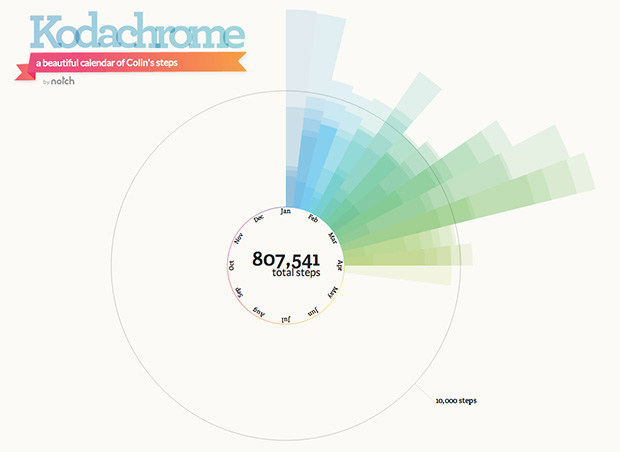 Kodachrome
a beautiful calendar of Colin's steps
by notch
Jan
Feb
Mar
Apr
May
Jun
Jul
Aug
Sep
Oct
Nov
Dec
807,541
total steps
10,000 steps